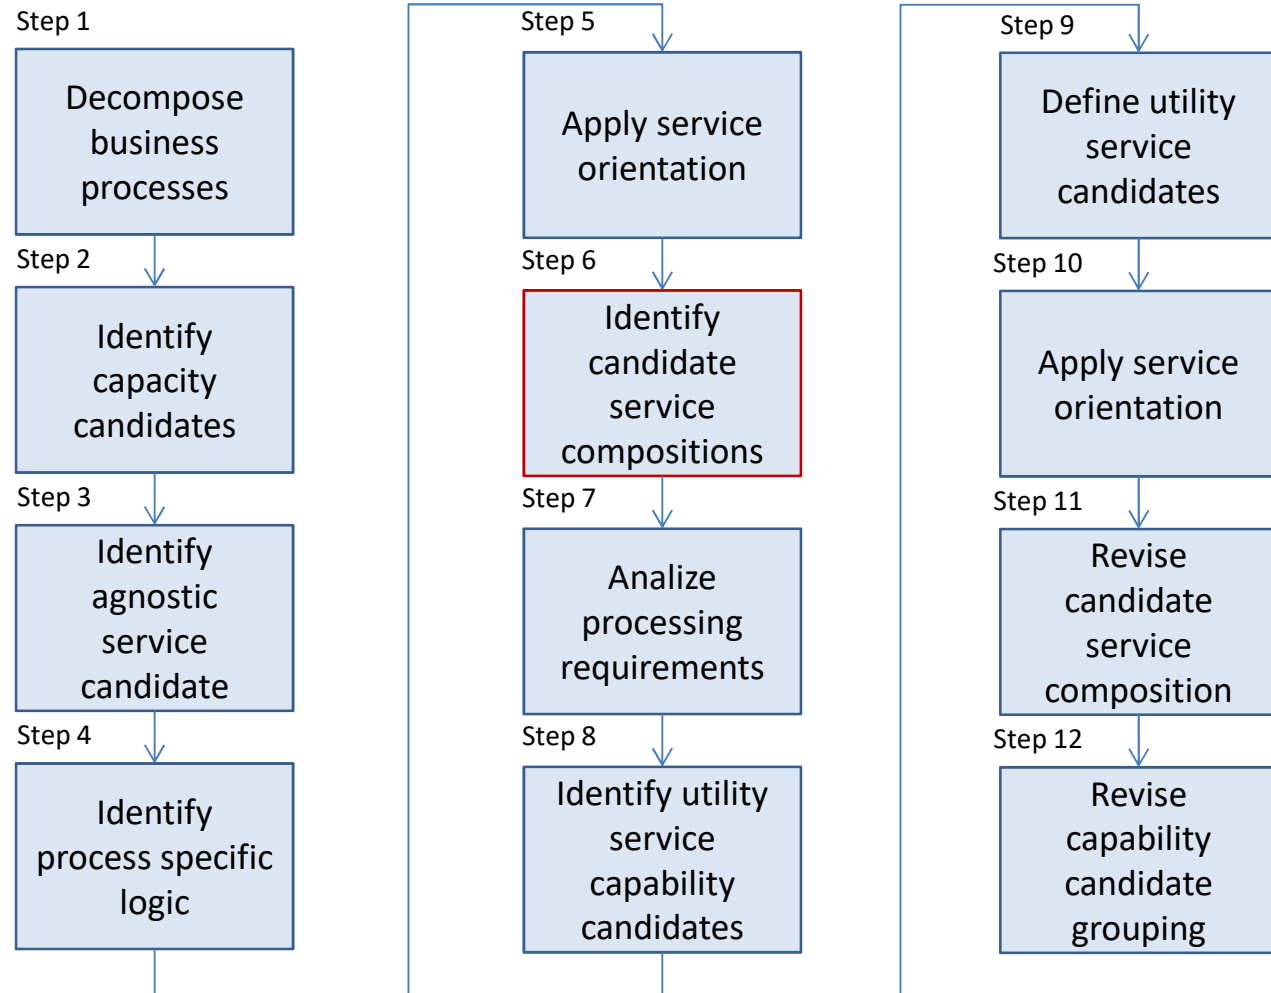 Step 1
Decompose
business
processes
Step 2
Identify
capacity
candidates
Step 3
Identify
agnostic
service
candidate
Step 4
Identify
process specific
logic
Step 5
Apply service
orientation
Step 6
Identify
candidate
service
compositions
Step 7
Analize
processing
requirements
Step 8
Identify utility
service
capability
candidates
Step 9
Define utility
service
candidates
Step 10
Apply service
orientation
Step 11
Revise
candidate
service
composition
Step 12
Revise
capability
candidate
grouping